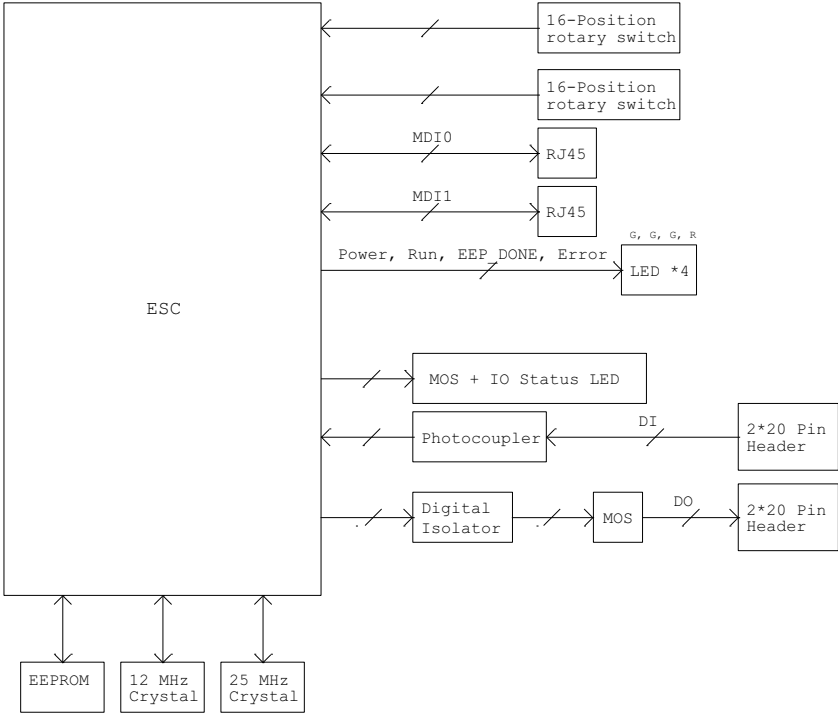 16-Position
rotary switch
16-Position
rotary switch
MDI0
RJ45
MDI1
RJ45
G, G, G, R
Power, Run, EEP_DONE, Error
LED *4
ESC
MOS + IO Status LED
DI
Photocoupler
2*20 Pin
Header
DO
Digital
Isolator
MOS
2*20 Pin
Header
EEPROM
12 MHz
Crystal
25 MHz
Crystal